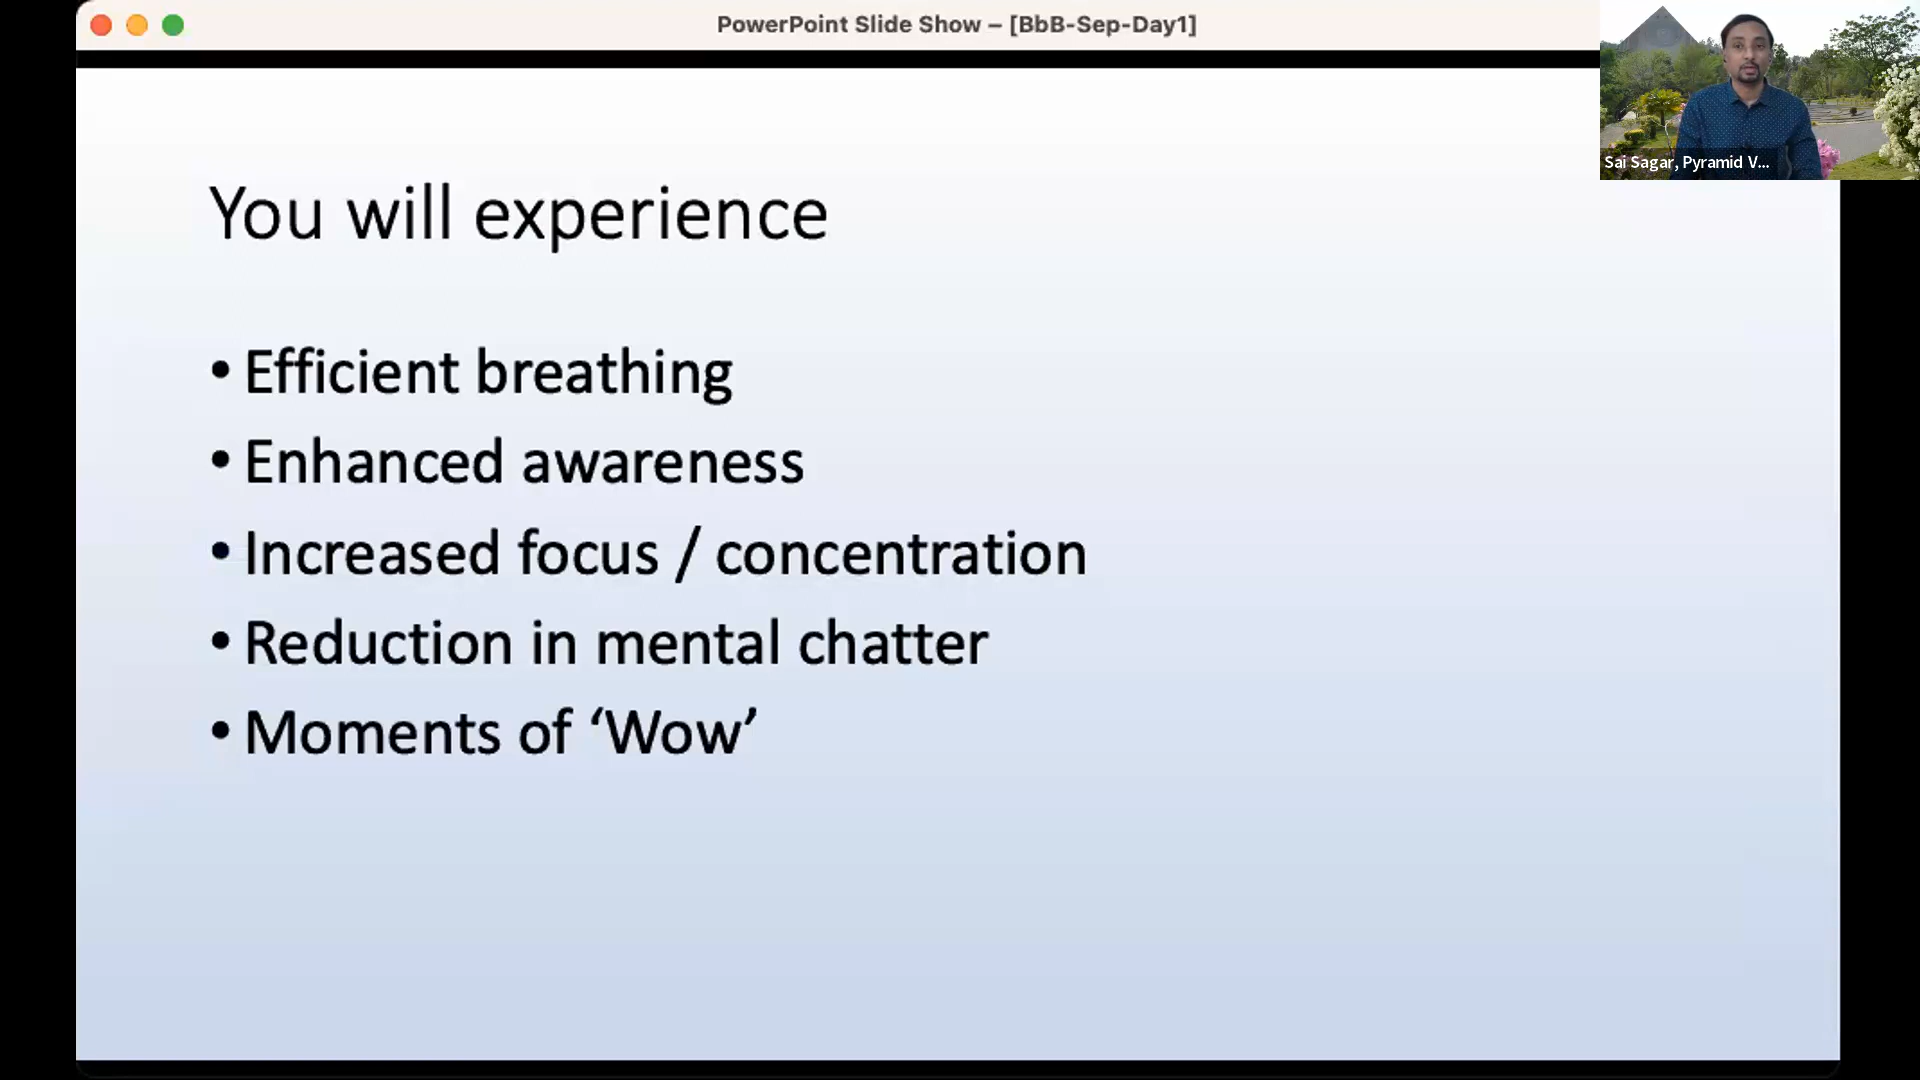 PowerPoint Slide Show – [BbB-Sep-Day1]
Sai Sagar, Pyramid V...
You will experience
• Efficient breathing
• Enhanced awareness
• Increased focus / concentration
• Reduction in mental chatter
• Moments of ‘Wow’